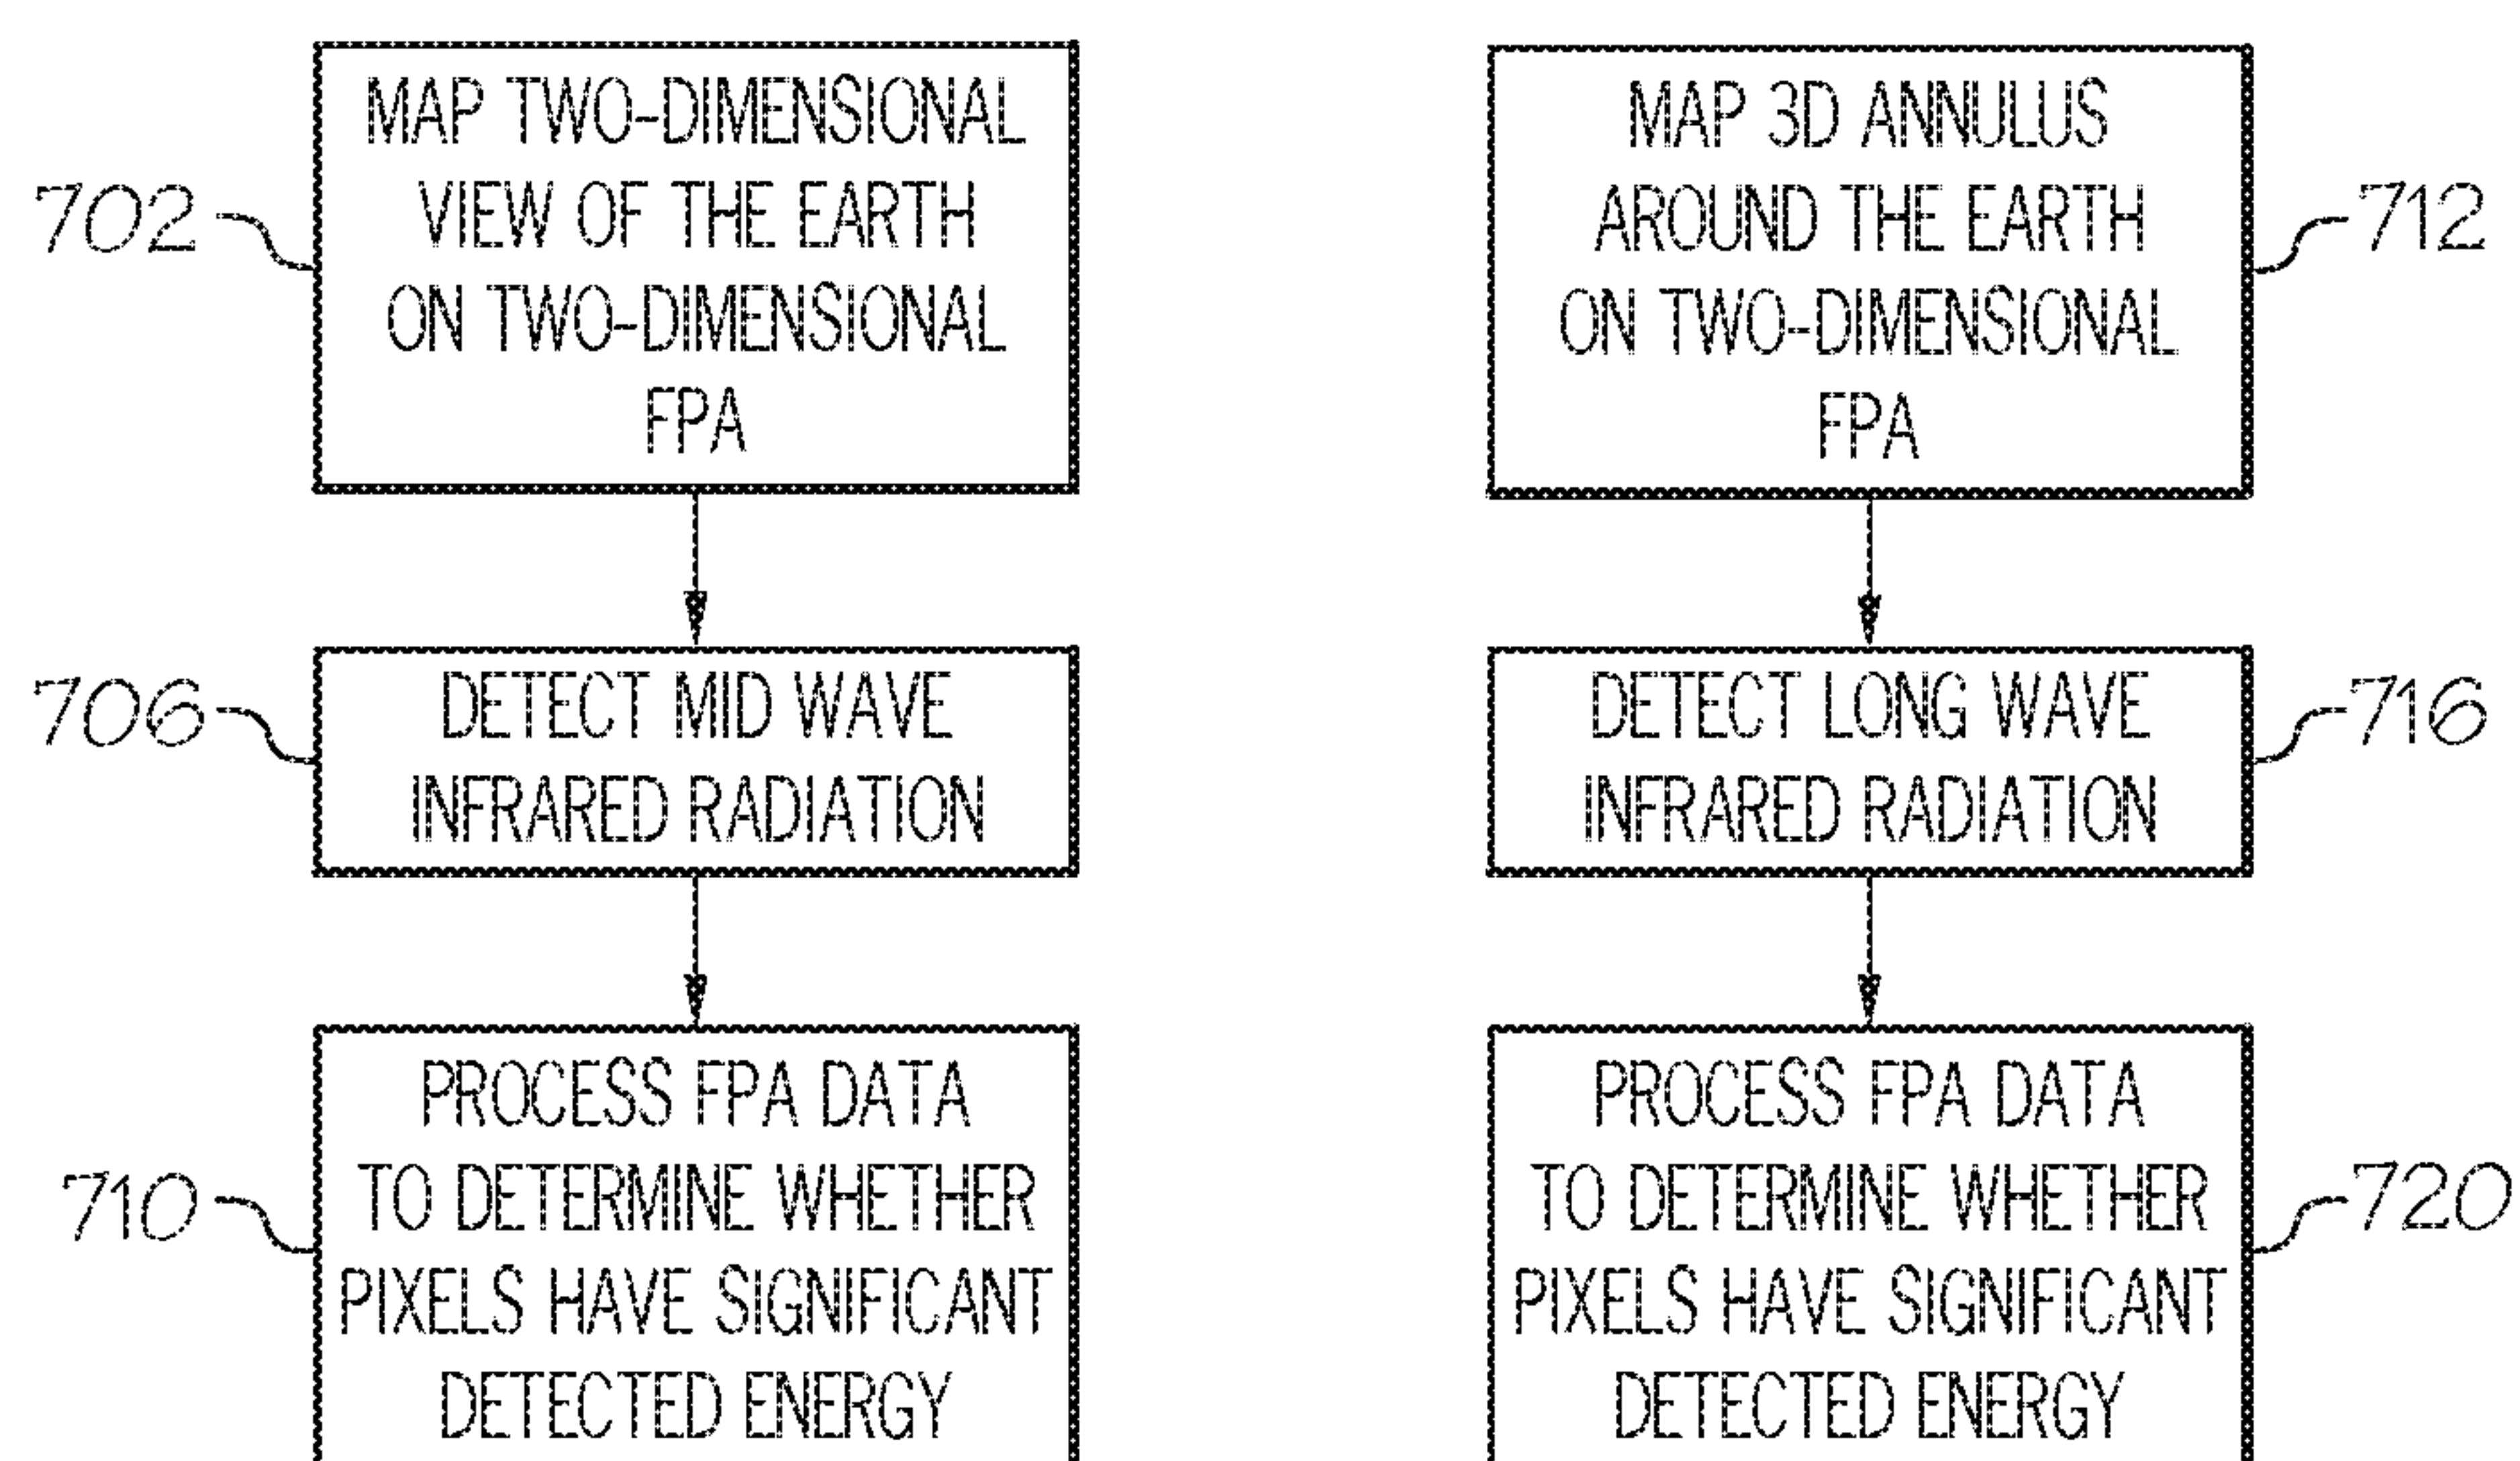 702
MAP TWO-DIMENSIONAL
VIEW OF THE EARTH
ON TWO-DIMENSIONAL
FPA
706
DETECT MID WAVE
INFRARED RADIATION
710
PROCESS FPA DATA
TO DETERMINE WHETHER
PIXELS HAVE SIGNIFICANT
DETECTED ENERGY
MAP 3D ANNULUS
AROUND THE EARTH
ON TWO-DIMENSIONAL
FPA
712
DETECT LONG WAVE
INFRARED RADIATION
716
PROCESS FPA DATA
TO DETERMINE WHETHER
PIXELS HAVE SIGNIFICANT
DETECTED ENERGY
720